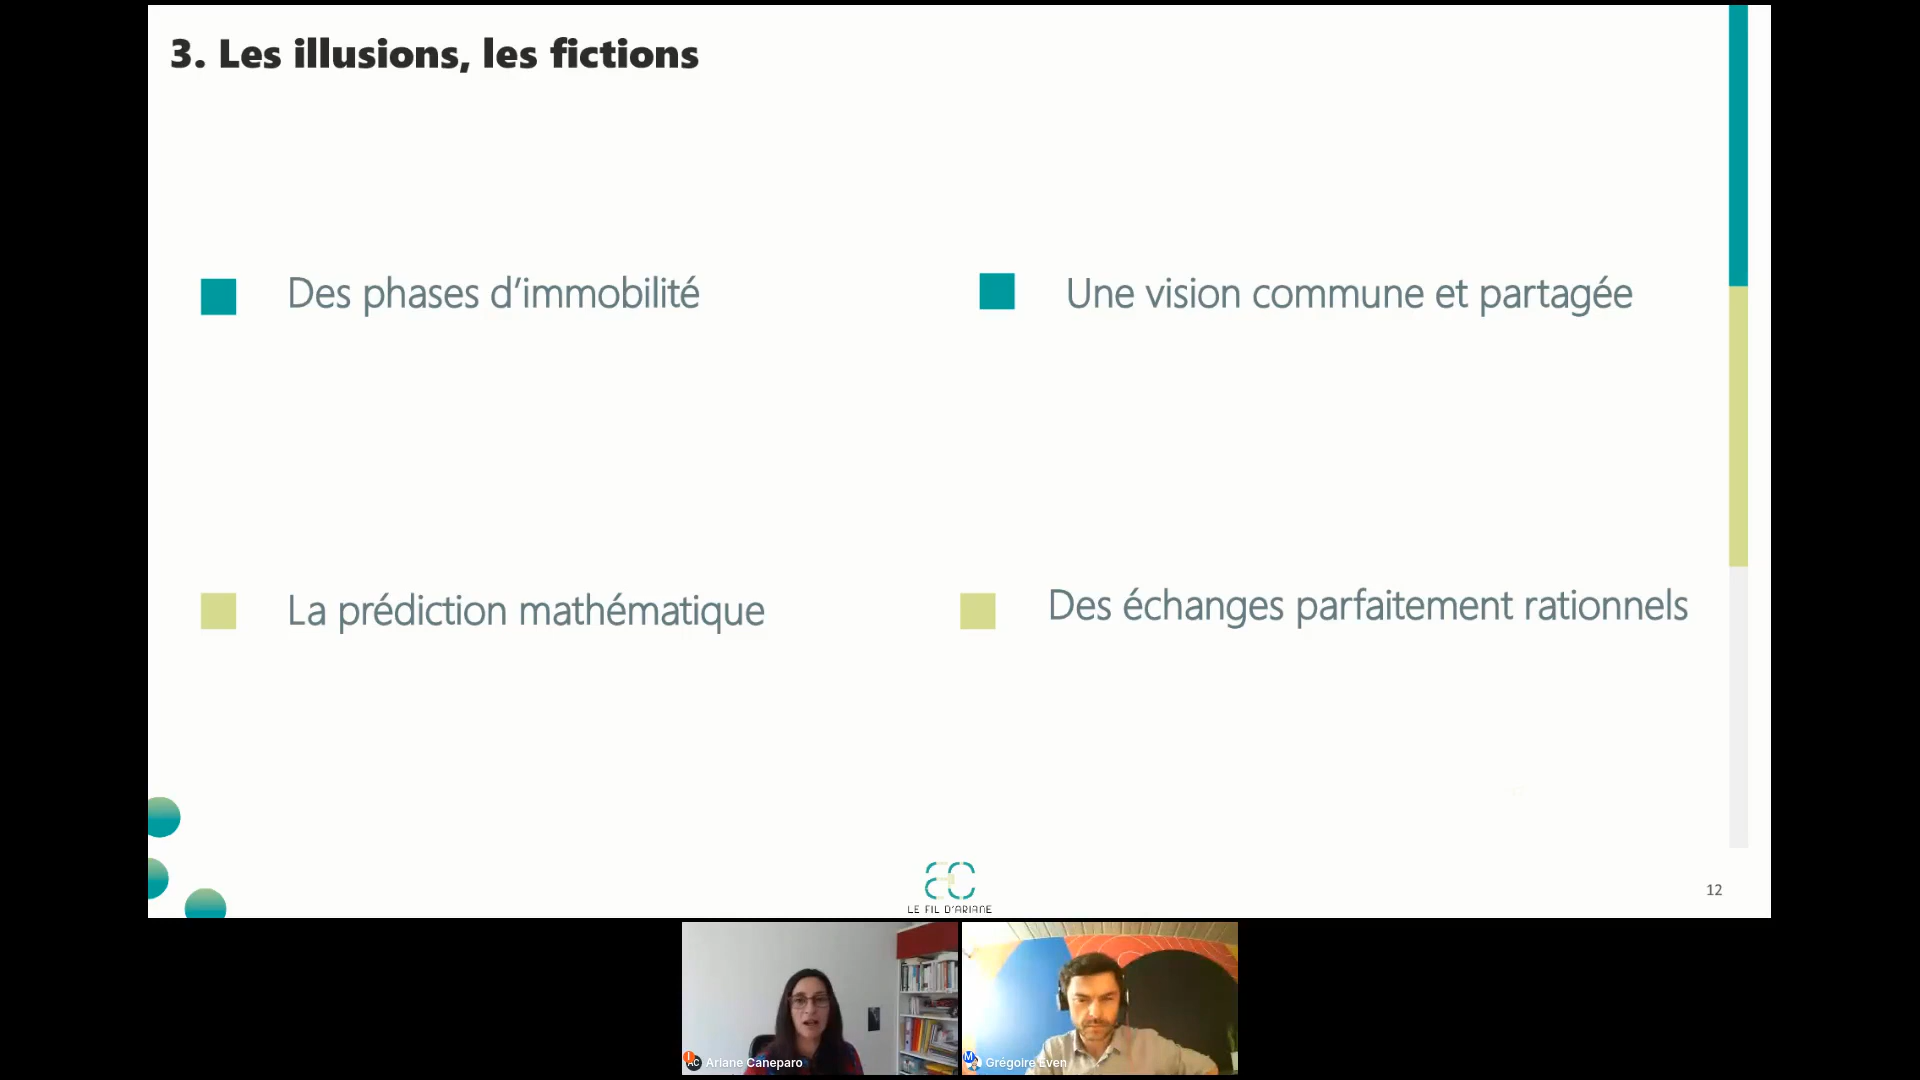 3. Les illusions, les fictions
Des phases d’immobilité
Une vision commune et partagée
La prédiction mathématique
Des échanges parfaitement rationnels
LE FIL D'ARIANE
12
Ariane Caneparo
Grégoire Even